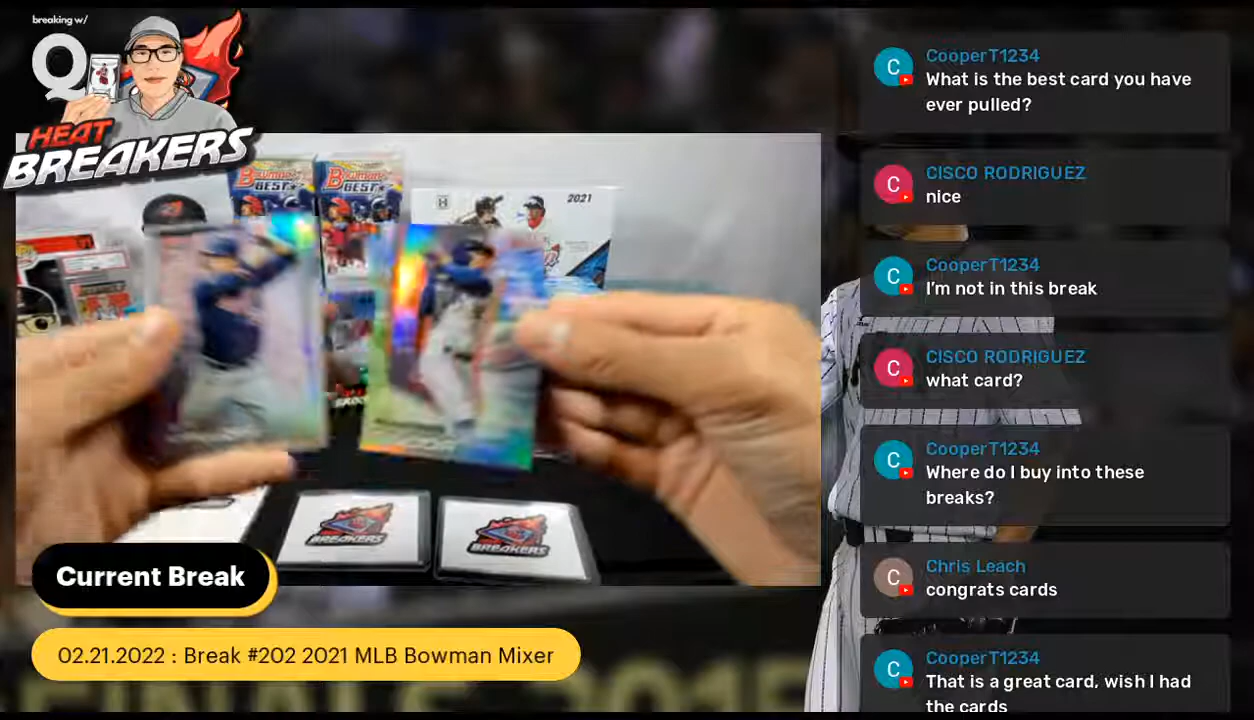 breaking w/
Q
HEAT
BREAKERS
Bowman's
BEST
Bowman's
BEST
2021
BREAKERS
BREAKERS
Current Break
02.21.2022 : Break #202 2021 MLB Bowman Mixer
C
CooperT1234
What is the best card you have
ever pulled?
C
CISCO RODRIGUEZ
nice
C
CooperT1234
I'm not in this break
C
CISCO RODRIGUEZ
what card?
C
CooperT1234
Where do I buy into these
breaks?
C
Chris Leach
congrats cards
C
CooperT1234
That is a great card, wish I had
the cards